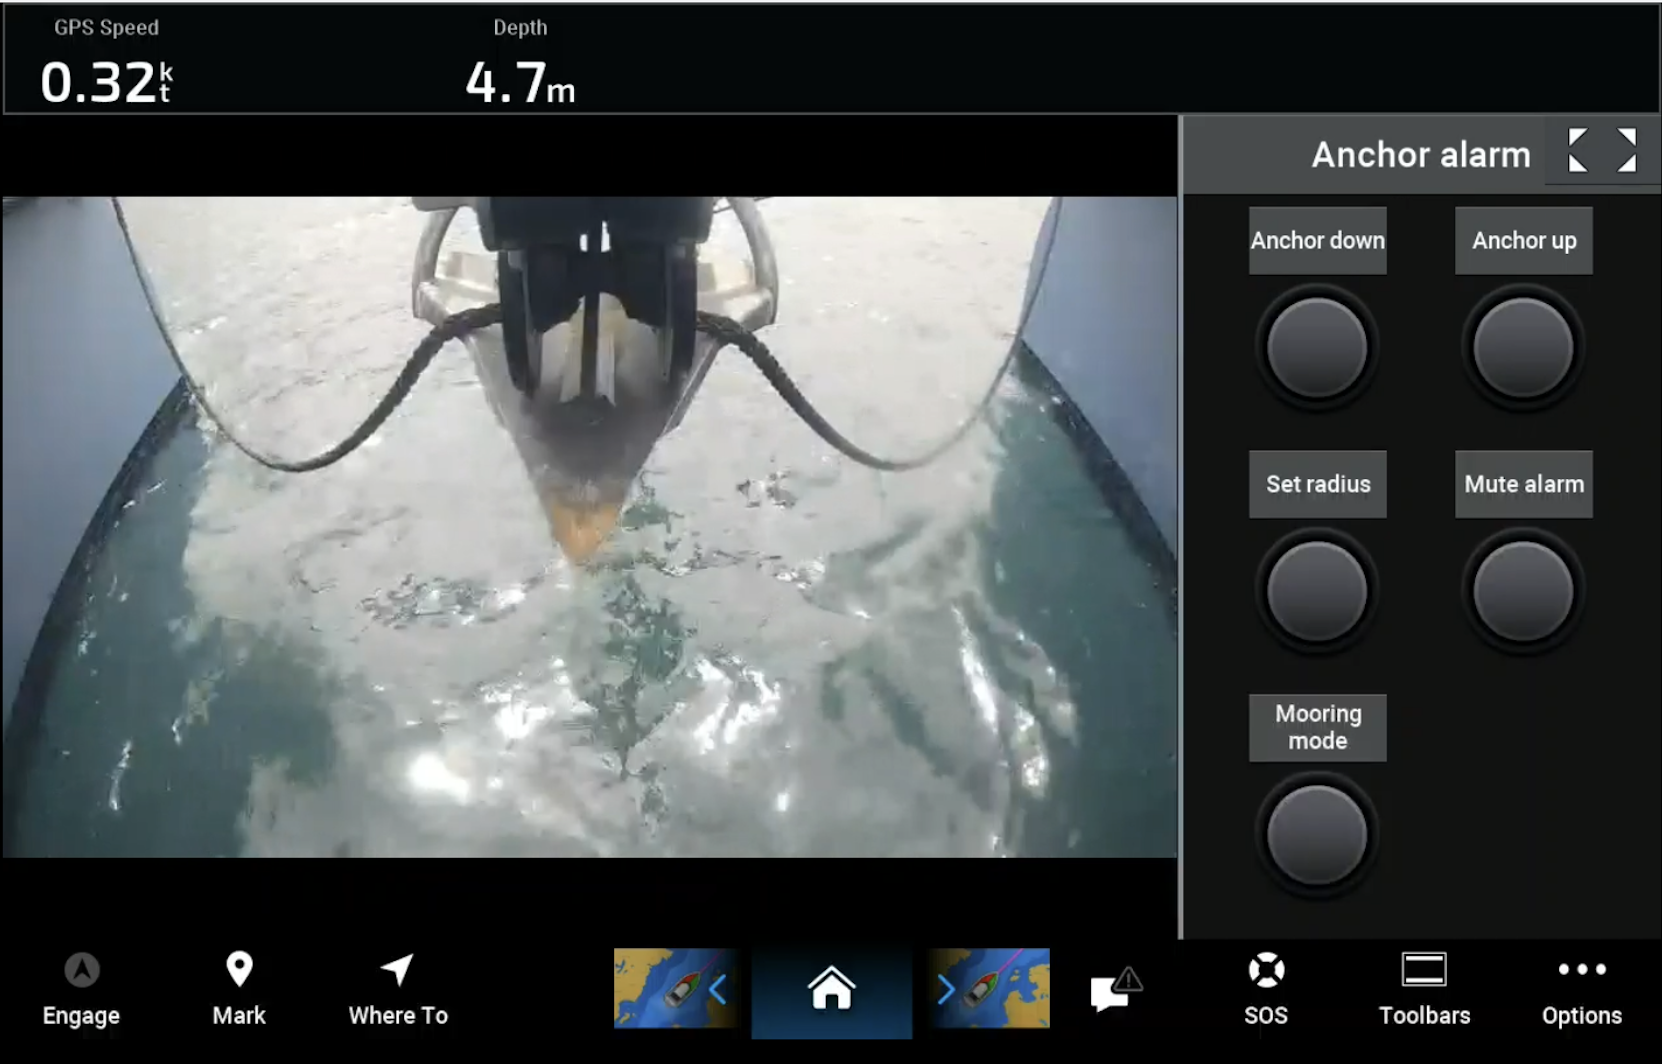 GPS Speed
0.32kt
Depth
4.7m
Anchor alarm
Anchor down
Anchor up
Set radius
Mute alarm
Mooring
mode
Engage
Mark
Where To
SOS
Toolbars
Options